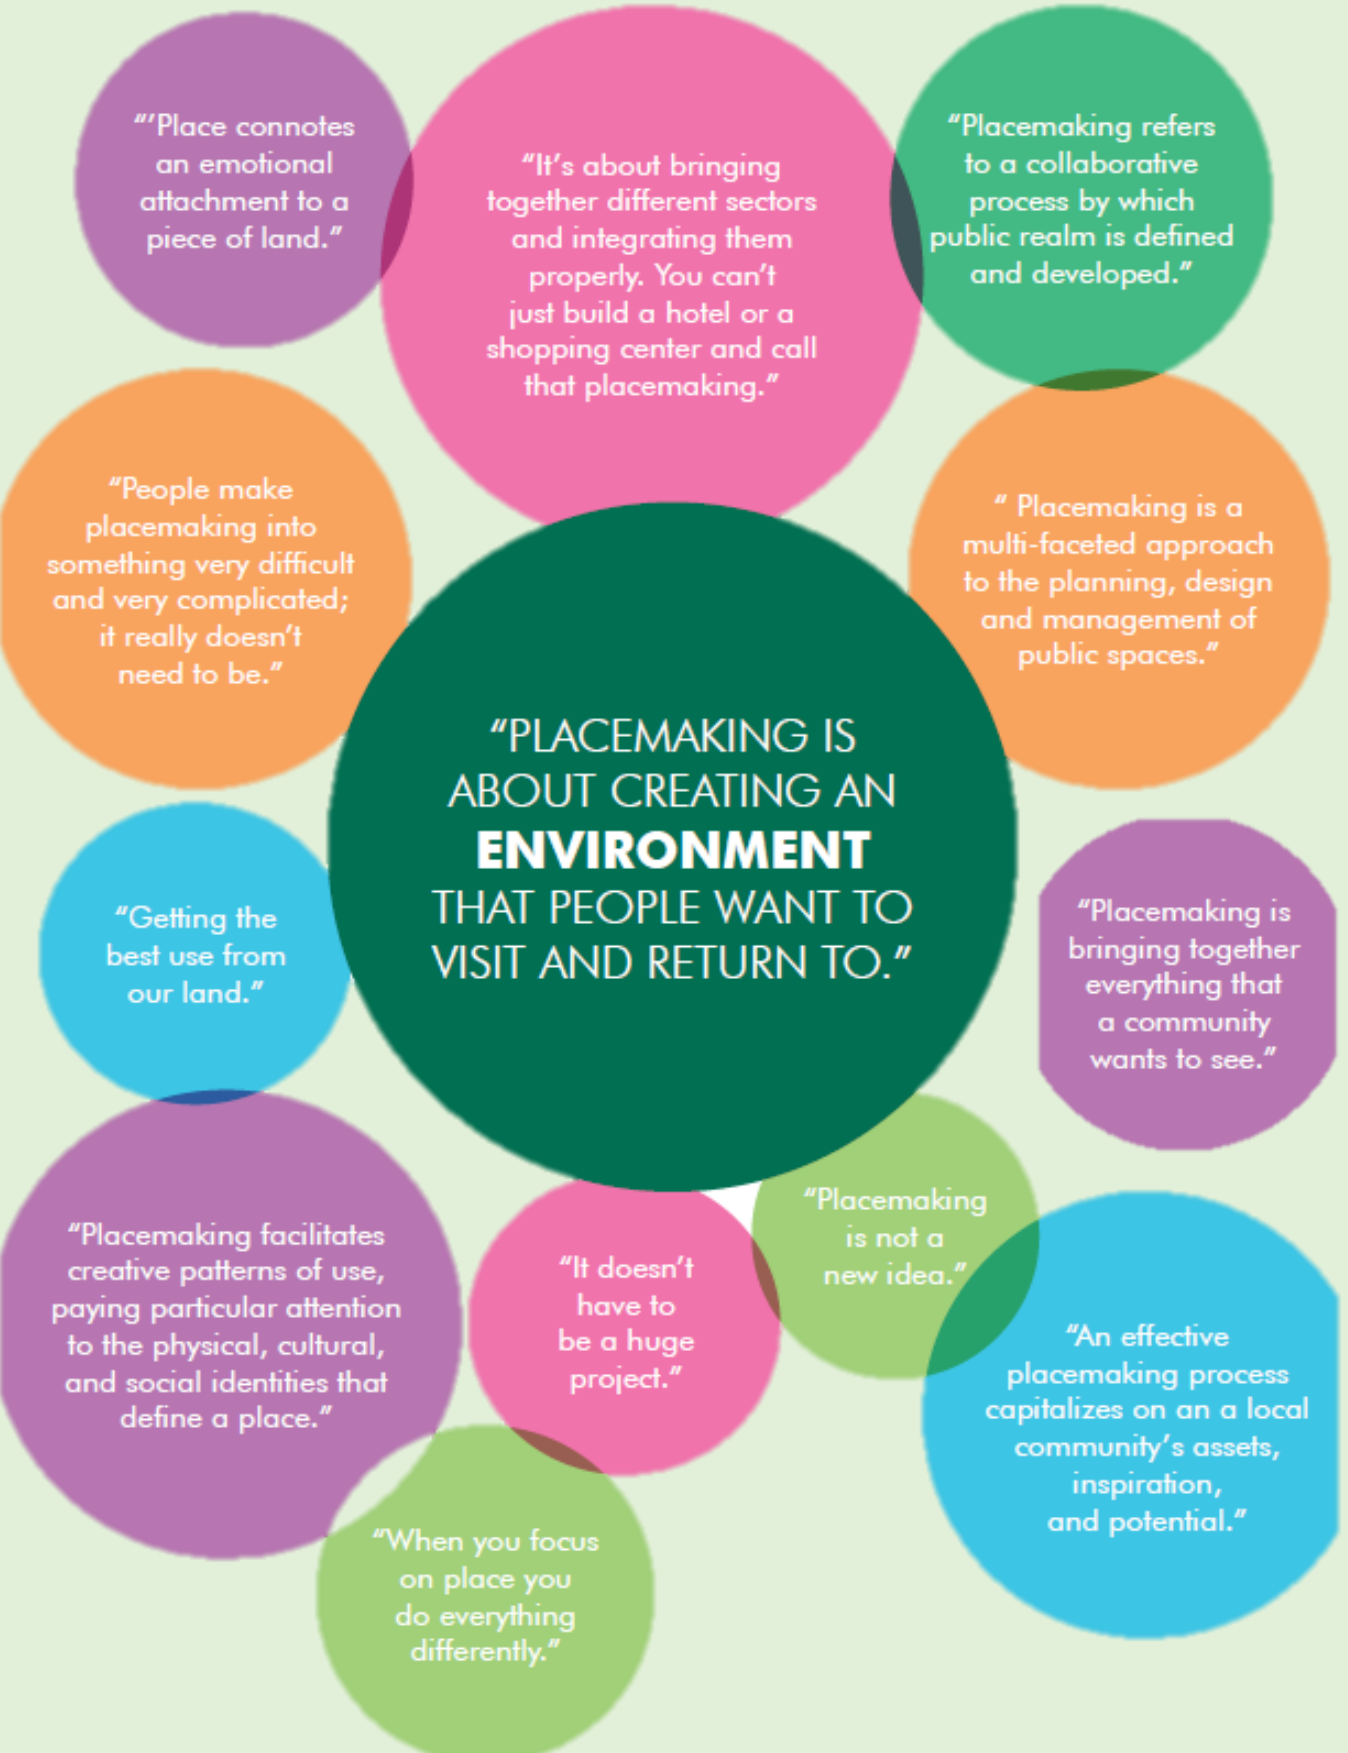 “‘Place connotes
an emotional
attachment to a
piece of land.”
“It’s about bringing
together different sectors
and integrating them
properly. You can’t
just build a hotel or a
shopping center and call
that placemaking.”
“Placemaking refers
to a collaborative
process by which
public realm is defined
and developed.”
“People make
placemaking into
something very difficult
and very complicated;
it really doesn’t
need to be.”
“ Placemaking is a
multi-faceted approach
to the planning, design
and management of
public spaces.”
“PLACEMAKING IS
ABOUT CREATING AN
ENVIRONMENT
THAT PEOPLE WANT TO
VISIT AND RETURN TO.”
“Getting the
best use from
our land.”
“Placemaking is
bringing together
everything that
a community
wants to see.”
“Placemaking facilitates
creative patterns of use,
paying particular attention
to the physical, cultural,
and social identities that
define a place.”
“It doesn’t
have to
be a huge
project.”
“Placemaking
is not a
new idea.”
“An effective
placemaking process
capitalizes on an a local
community’s assets,
inspiration,
and potential.”
“When you focus
on place you
do everything
differently.”